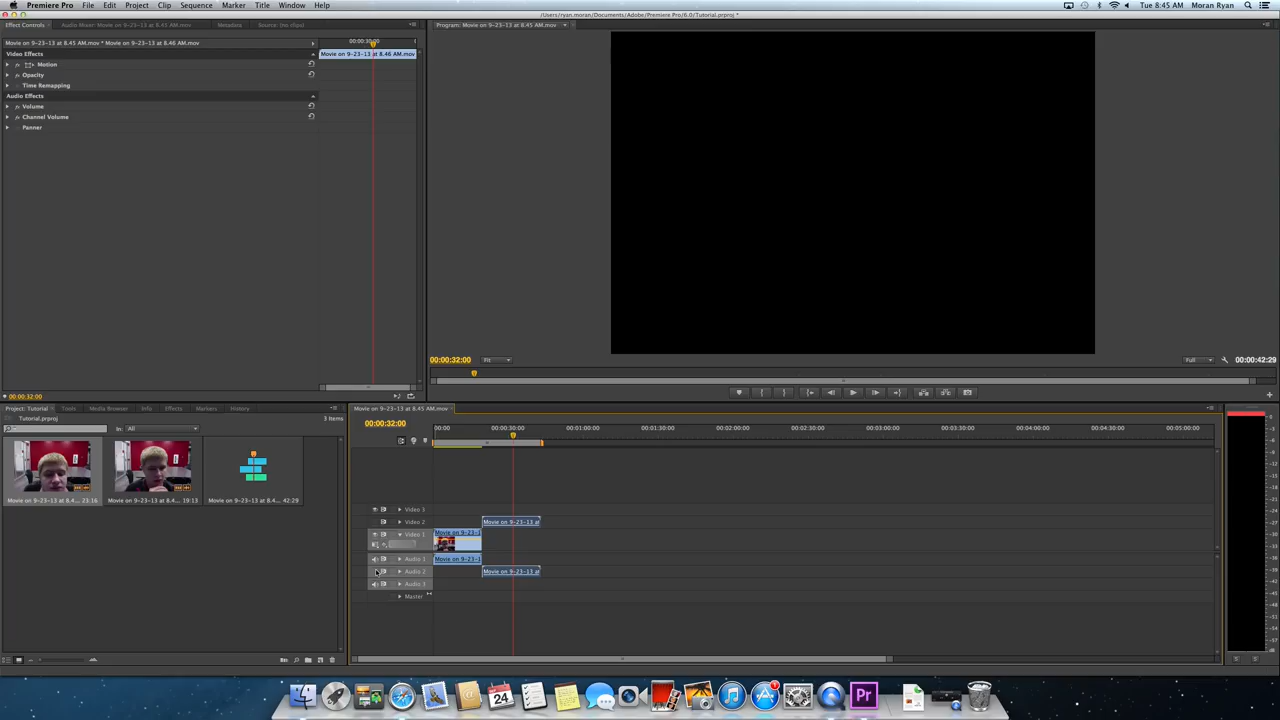 Premiere Pro File Edit Project Clip Sequence Marker Title Window Help Tue 8:45 AM Moran Ryan
/Users/ryan.moran/Documents/Adobe/Premiere Pro/6.0/Tutorial.prproj *
Effect Controls Audio Mixer: Movie on 9-23-13 at 8.45 AM.mov Metadata Source: (no clips) Program: Movie on 9-23-13 at 8.45 AM.mov
Movie on 9-23-13 at 8.45 AM.mov * Movie on 9-23-13 at 8.46 AM.mov 00:00:30:00
Video Effects Movie on 9-23-13 at 8.46 AM.mov
fx Motion
fx Opacity
Time Remapping
Audio Effects
fx Volume
fx Channel Volume
Panner
00:00:32:00 Fit Full 00:00:42:29
00:00:32:00
Project: Tutorial Tools Media Browser Info Effects Markers History Movie on 9-23-13 at 8.45 AM.mov
Tutorial.prproj 3 Items
00:00:32:00
In: All
00:00 00:00:30:00 00:01:00:00 00:01:30:00 00:02:00:00 00:02:30:00 00:03:00:00 00:03:30:00 00:04:00:00 00:04:30:00 00:05:00:00
Movie on 9-23-13 at 8.4... 23:16 Movie on 9-23-13 at 8.4... 19:13 Movie on 9-23-13 at 8.4... 42:29
Video 3
Video 2 Movie on 9-23-13 at
Video 1 Movie on 9-23-1
Audio 1 Movie on 9-23-1
Audio 2 Movie on 9-23-13 at
Audio 3
Master
24 Pr